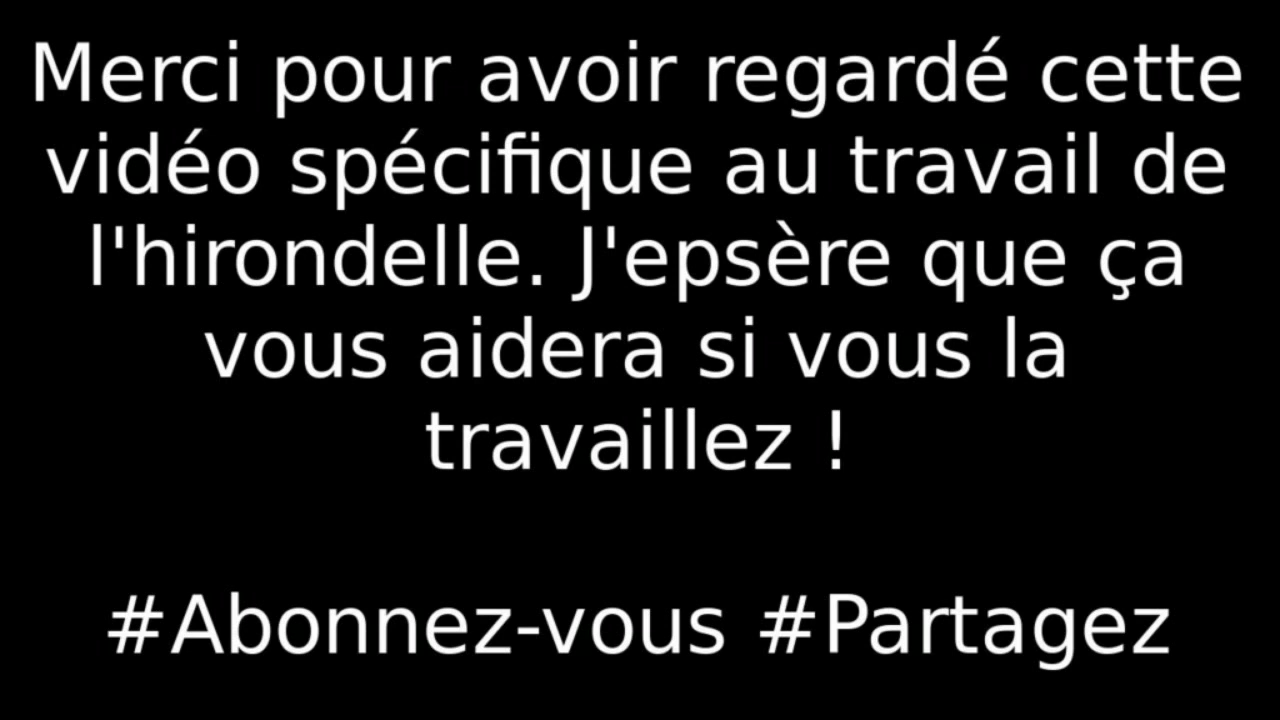 Merci pour avoir regardé cette
vidéo spécifique au travail de
l'hirondelle. J'epsère que ça
vous aidera si vous la
travaillez !
#Abonnez-vous #Partagez